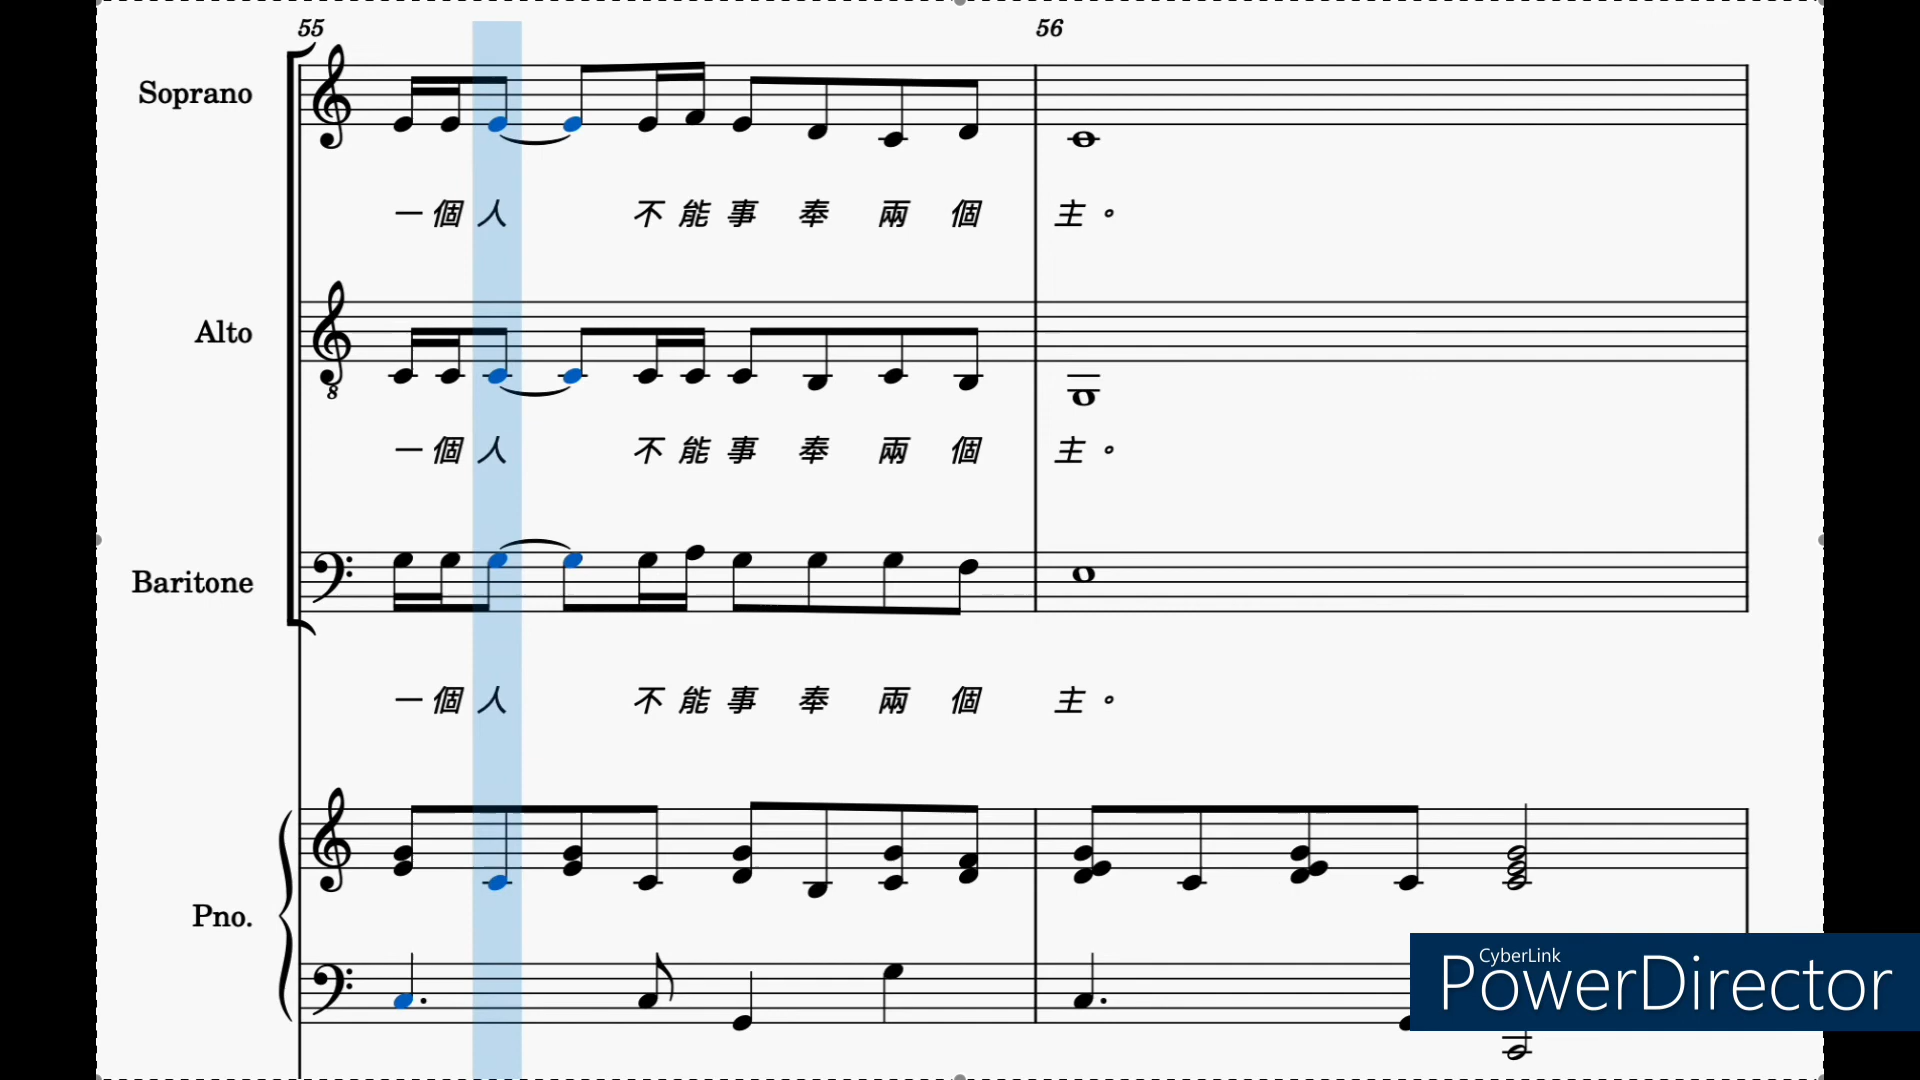 55 56
Soprano
一 個 人 不 能 事 奉 兩 個 主 。
Alto
8
一 個 人 不 能 事 奉 兩 個 主 。
Baritone
一 個 人 不 能 事 奉 兩 個 主 。
Pno.
CyberLink
PowerDirector